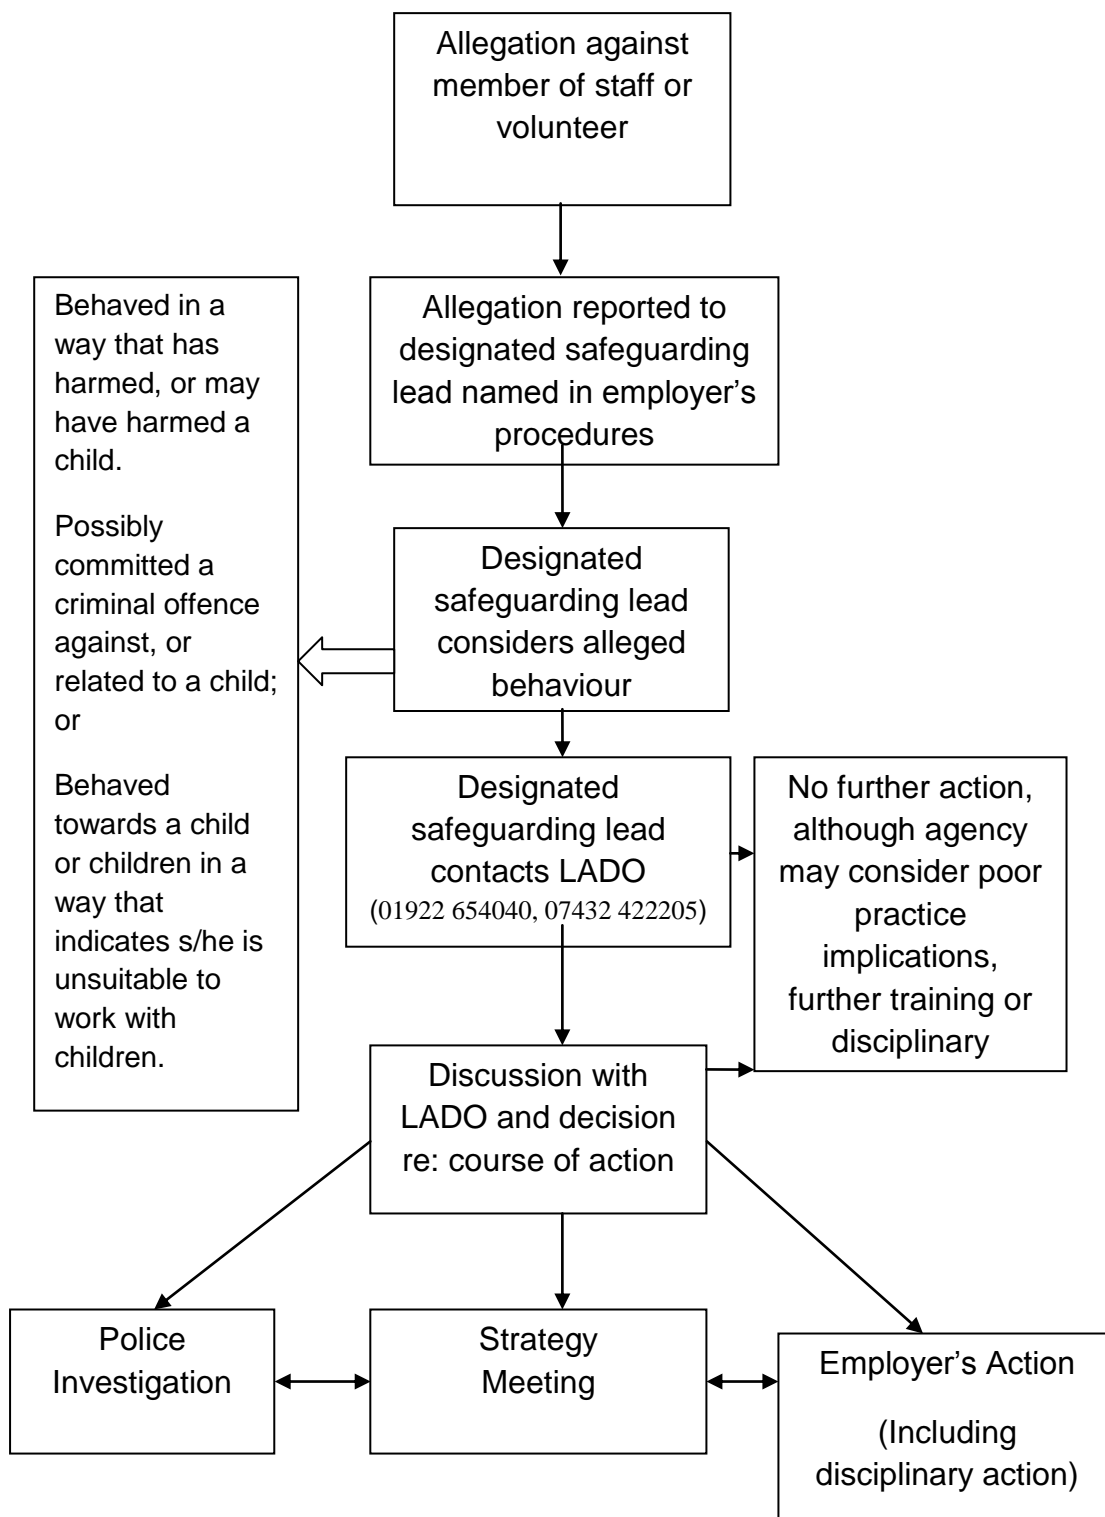 Allegation against
member of staff or
volunteer
Allegation reported to
designated safeguarding
lead named in employer’s
procedures
Behaved in a
way that has
harmed, or may
have harmed a
child.
Possibly
committed a
criminal offence
against, or
related to a child;
or
Behaved
towards a child
or children in a
way that
indicates s/he is
unsuitable to
work with
children.
Designated
safeguarding lead
considers alleged
behaviour
Designated
safeguarding lead
contacts LADO
(01922 654040, 07432 422205)
No further action,
although agency
may consider poor
practice
implications,
further training or
disciplinary
Discussion with
LADO and decision
re: course of action
Police
Investigation
Strategy
Meeting
Employer’s Action
(Including
disciplinary action)